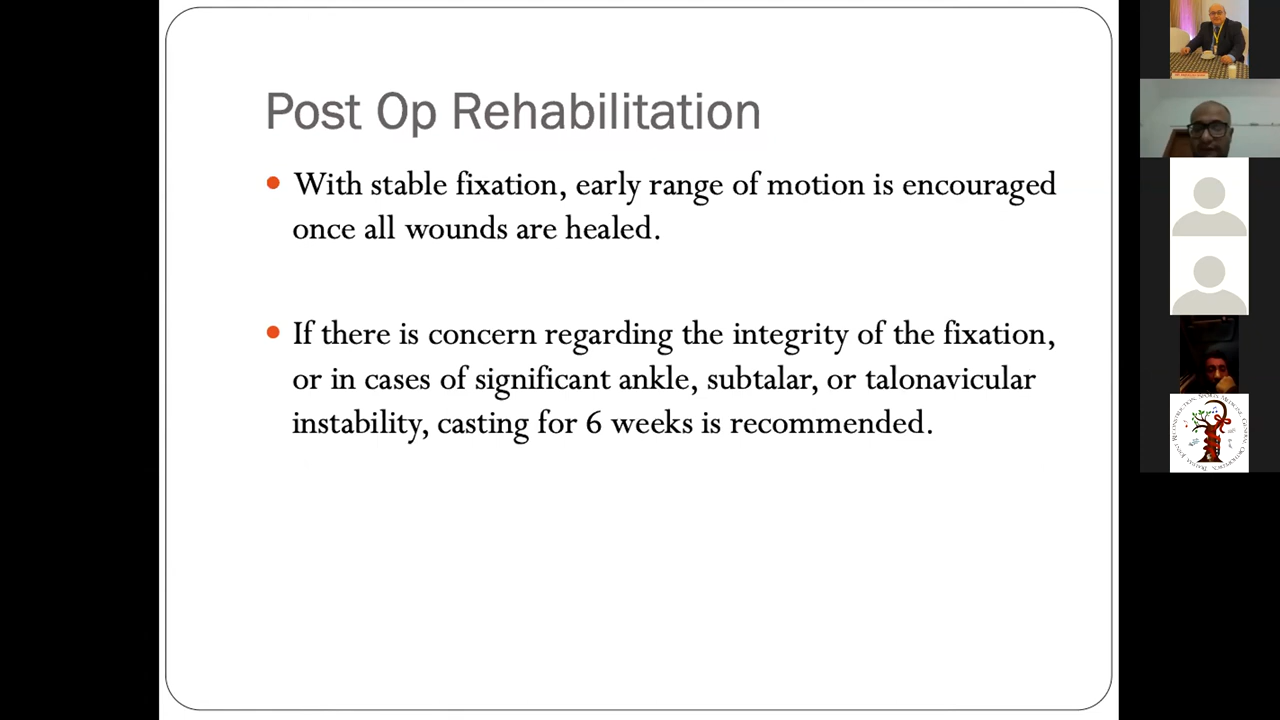 Post Op Rehabilitation
With stable fixation, early range of motion is encouraged
once all wounds are healed.
If there is concern regarding the integrity of the fixation,
or in cases of significant ankle, subtalar, or talonavicular
instability, casting for 6 weeks is recommended.